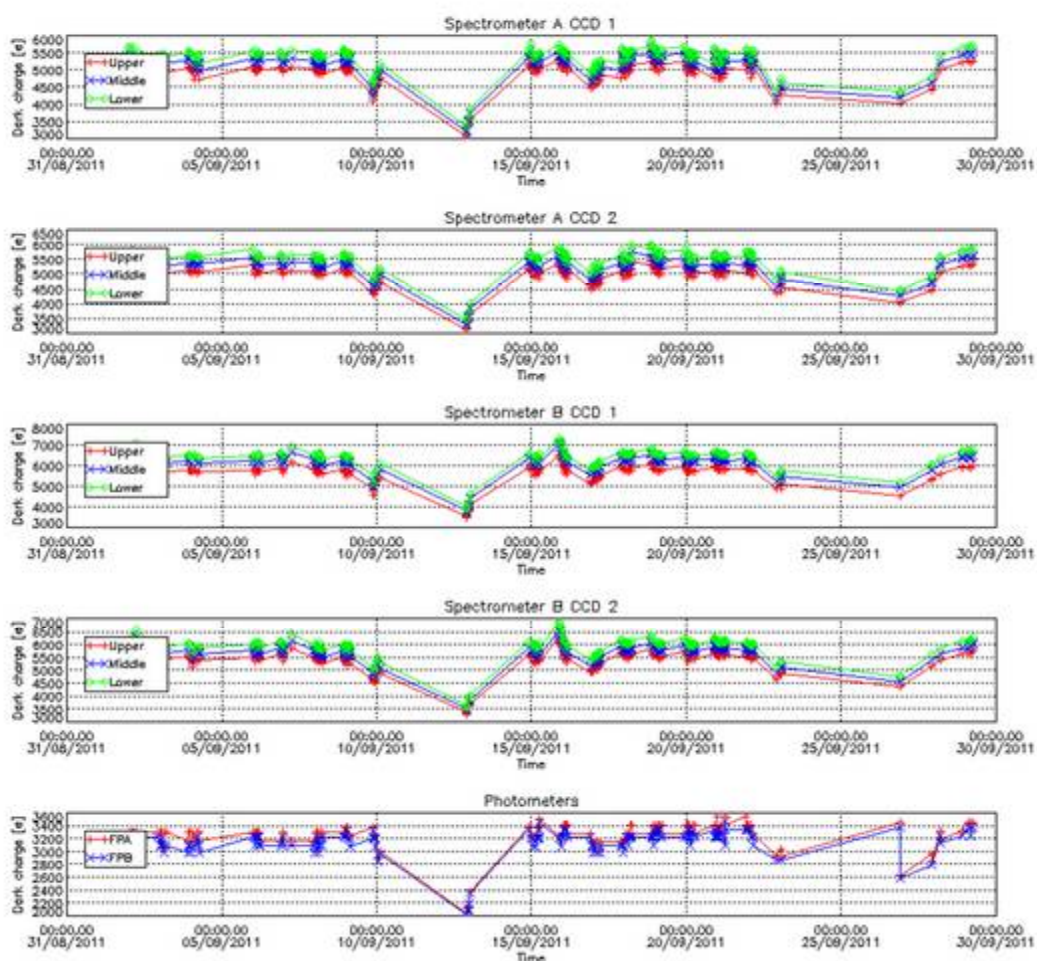 Spectrometer A CCD 1
Dark charge [e]
6000
5500
5000
4500
4000
3500
3000
Upper
Middle
Lower
00:00.00 00:00.00 00:00.00 00:00.00 00:00.00 00:00.00 00:00.00
31/08/2011 05/09/2011 10/09/2011 15/09/2011 20/09/2011 25/09/2011 30/09/2011
Time
Spectrometer A CCD 2
Dark charge [e]
6500
6000
5500
5000
4500
4000
3500
3000
Upper
Middle
Lower
00:00.00 00:00.00 00:00.00 00:00.00 00:00.00 00:00.00 00:00.00
31/08/2011 05/09/2011 10/09/2011 15/09/2011 20/09/2011 25/09/2011 30/09/2011
Time
Spectrometer B CCD 1
Dark charge [e]
8000
7000
6000
5000
4000
3000
Upper
Middle
Lower
00:00.00 00:00.00 00:00.00 00:00.00 00:00.00 00:00.00 00:00.00
31/08/2011 05/09/2011 10/09/2011 15/09/2011 20/09/2011 25/09/2011 30/09/2011
Time
Spectrometer B CCD 2
Dark charge [e]
7000
6500
6000
5500
5000
4500
4000
3500
3000
Upper
Middle
Lower
00:00.00 00:00.00 00:00.00 00:00.00 00:00.00 00:00.00 00:00.00
31/08/2011 05/09/2011 10/09/2011 15/09/2011 20/09/2011 25/09/2011 30/09/2011
Time
Photometers
Dark charge [e]
3600
3400
3200
3000
2800
2600
2400
2200
2000
FPA
FPB
00:00.00 00:00.00 00:00.00 00:00.00 00:00.00 00:00.00 00:00.00
31/08/2011 05/09/2011 10/09/2011 15/09/2011 20/09/2011 25/09/2011 30/09/2011
Time